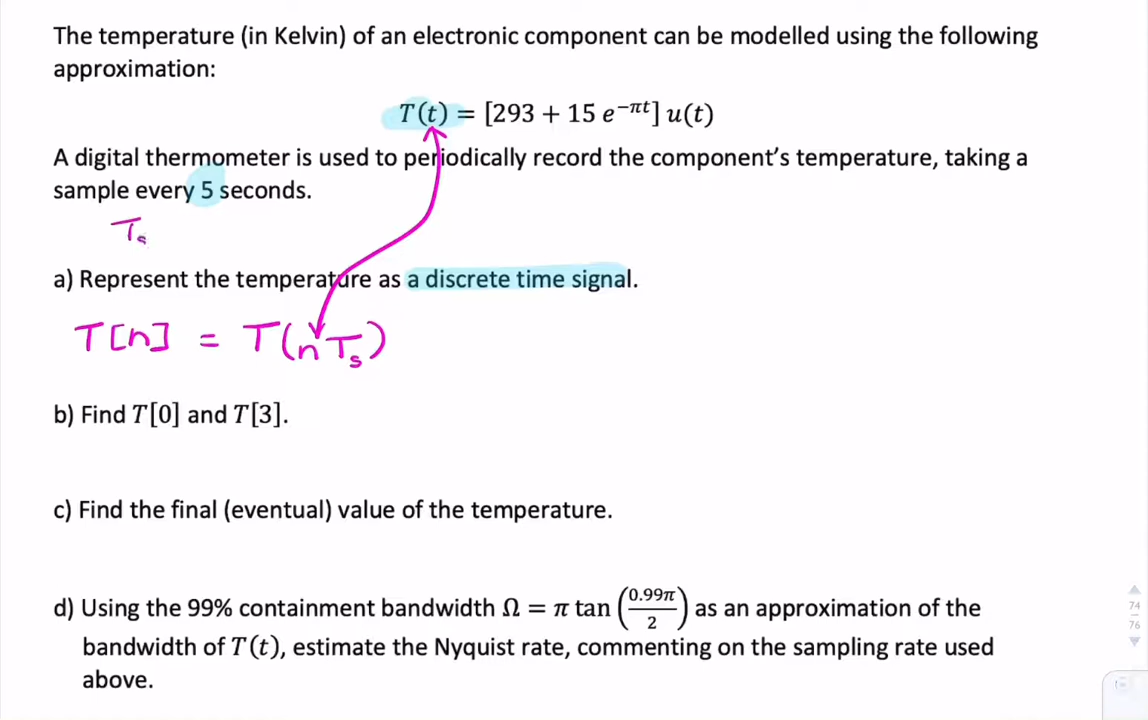 The temperature (in Kelvin) of an electronic component can be modelled using the following
approximation:
T(t) = [293 + 15 e^{−πt}] u(t)
A digital thermometer is used to periodically record the component's temperature, taking a
sample every 5 seconds.
T_s
a) Represent the temperature as a discrete time signal.
T[n] = T(nT_s)
b) Find T[0] and T[3].
c) Find the final (eventual) value of the temperature.
d) Using the 99% containment bandwidth Ω = π tan (0.99π/2) as an approximation of the
bandwidth of T(t), estimate the Nyquist rate, commenting on the sampling rate used
above.
74
76